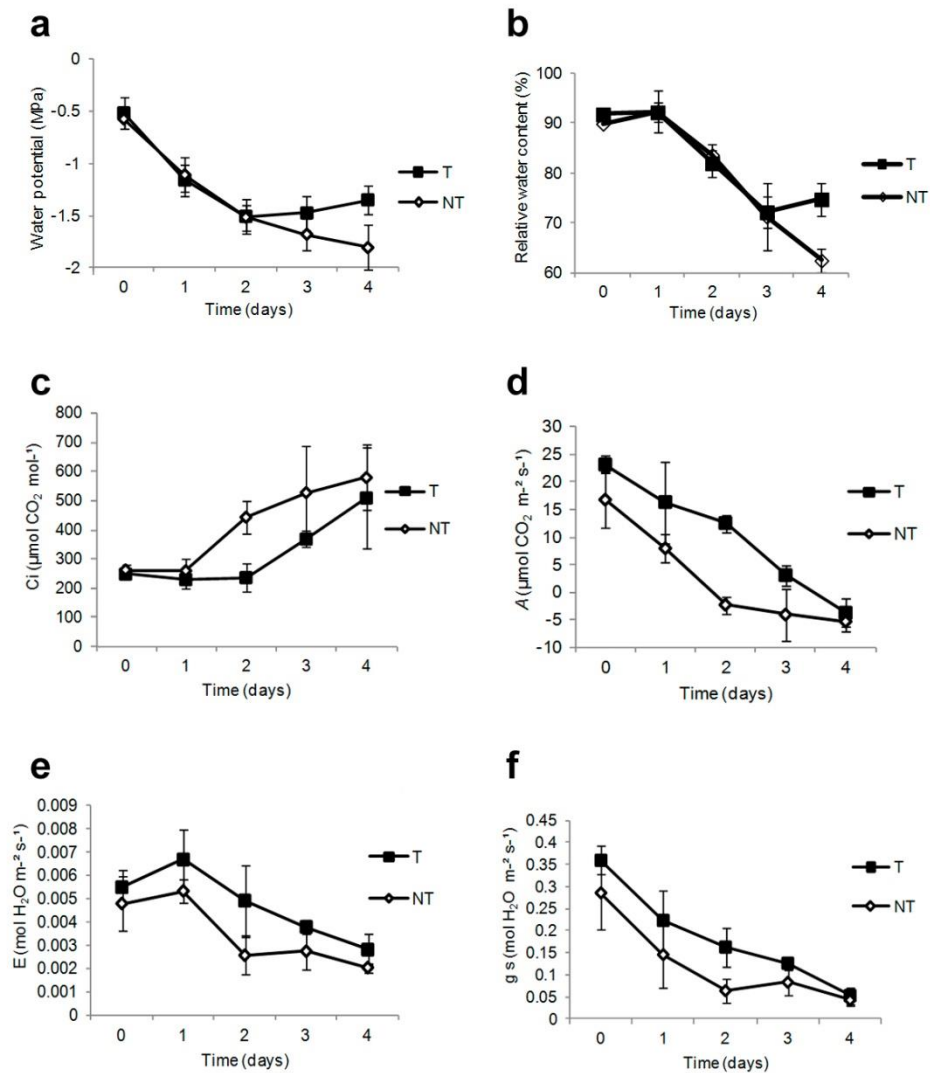 a
Water potential (MPa)
0
-0.5
-1
-1.5
-2
0 1 2 3 4
Time (days)
T
NT
b
Relative water content (%)
100
90
80
70
60
0 1 2 3 4
Time (days)
T
NT
c
Ci (µmol CO₂ mol-¹)
800
700
600
500
400
300
200
100
0
0 1 2 3 4
Time (days)
T
NT
d
A (µmol CO₂ m-² s-¹)
30
25
20
15
10
5
0
-5
-10
0 1 2 3 4
Time (days)
T
NT
e
E (mol H₂O m-² s-¹)
0.009
0.008
0.007
0.006
0.005
0.004
0.003
0.002
0.001
0.000
0 1 2 3 4
Time (days)
T
NT
f
g s (mol H₂O m-² s-¹)
0.45
0.4
0.35
0.3
0.25
0.2
0.15
0.1
0.05
0
0 1 2 3 4
Time (days)
T
NT